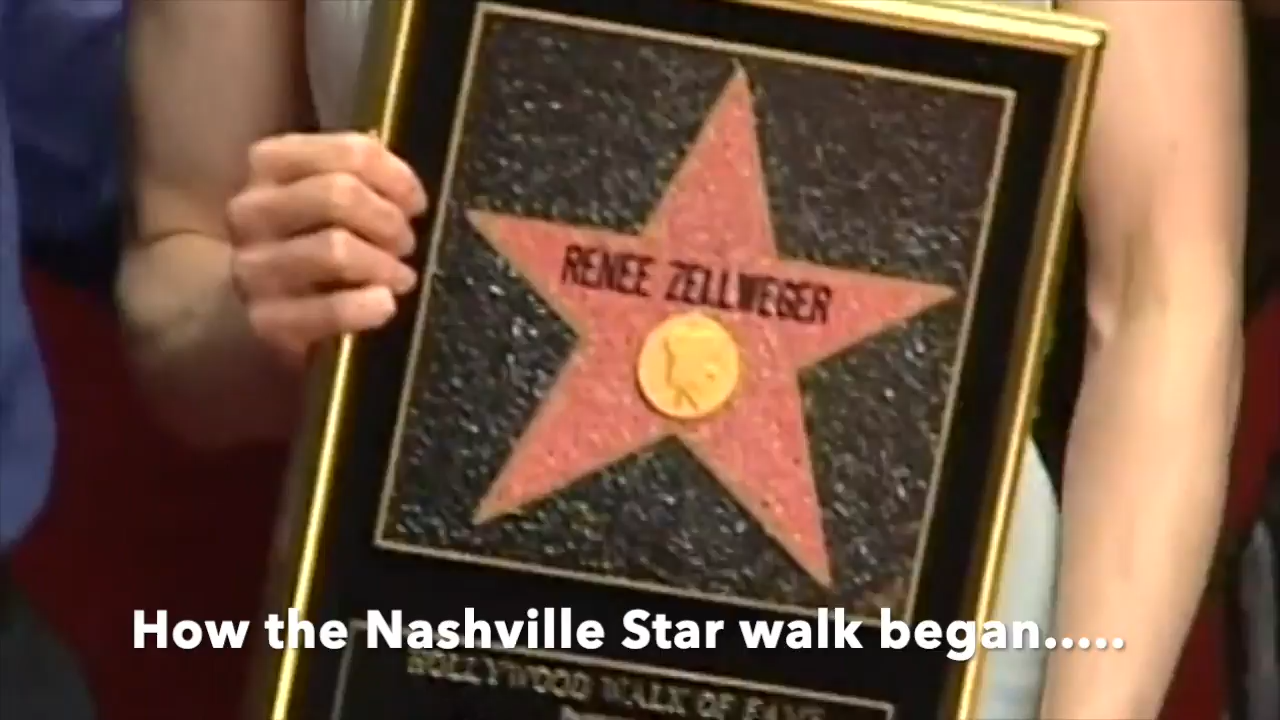 RENEE ZELLWEGER
How the Nashville Star walk began.....
HOLLYWOOD WALK OF FAME